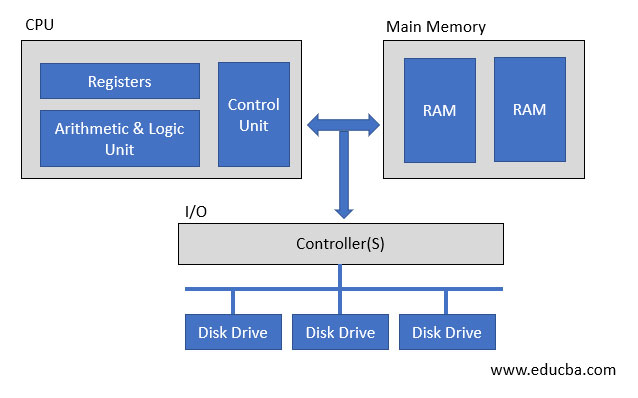 CPU
Main Memory
Registers
Arithmetic & Logic
Unit
Control
Unit
RAM
RAM
I/O
Controller(S)
Disk Drive
Disk Drive
Disk Drive
www.educba.com